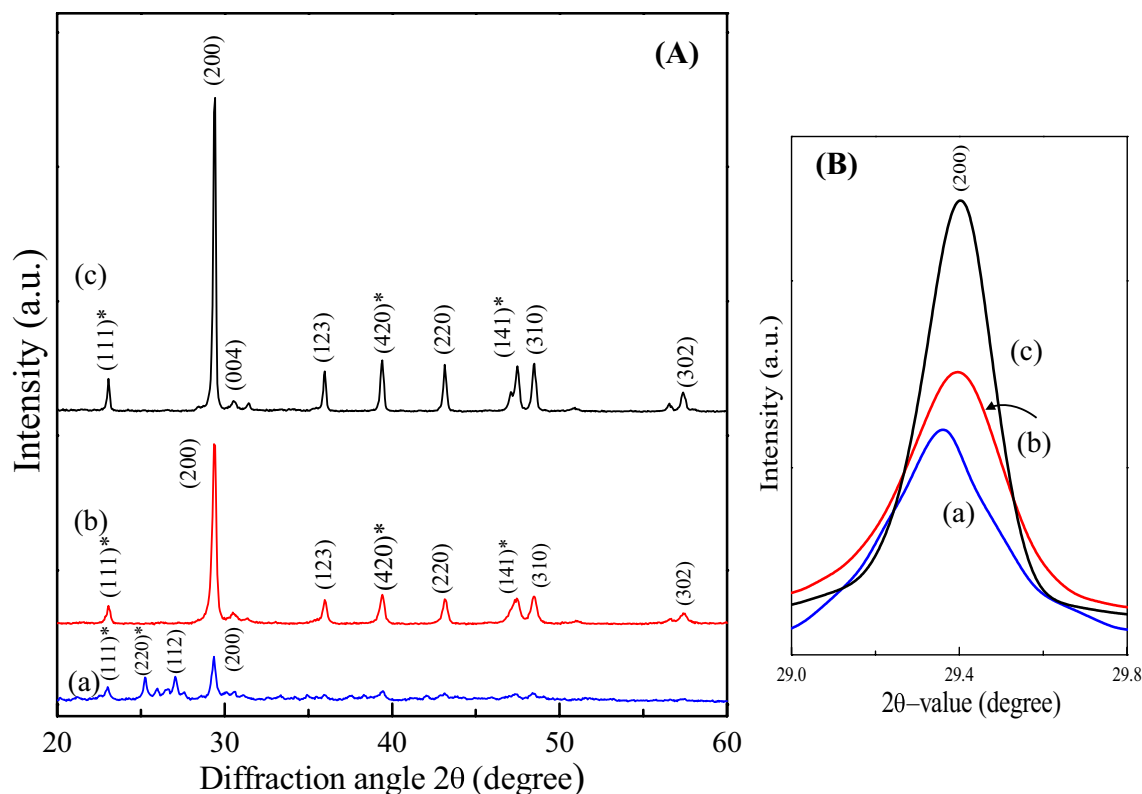 (A)
(200)
(c)
(111)*
(004)
(123)
(420)*
(220)
(141)*
(310)
(302)
(200)
(b)
(111)*
(123)
(420)*
(220)
(141)*
(310)
(302)
(a)
(111)*
(220)*
(112)
(200)
Intensity (a.u.)
20 30 40 50 60
Diffraction angle 2θ (degree)
(B)
(200)
(c)
(b)
(a)
Intensity (a.u.)
29.0 29.4 29.8
2θ−value (degree)